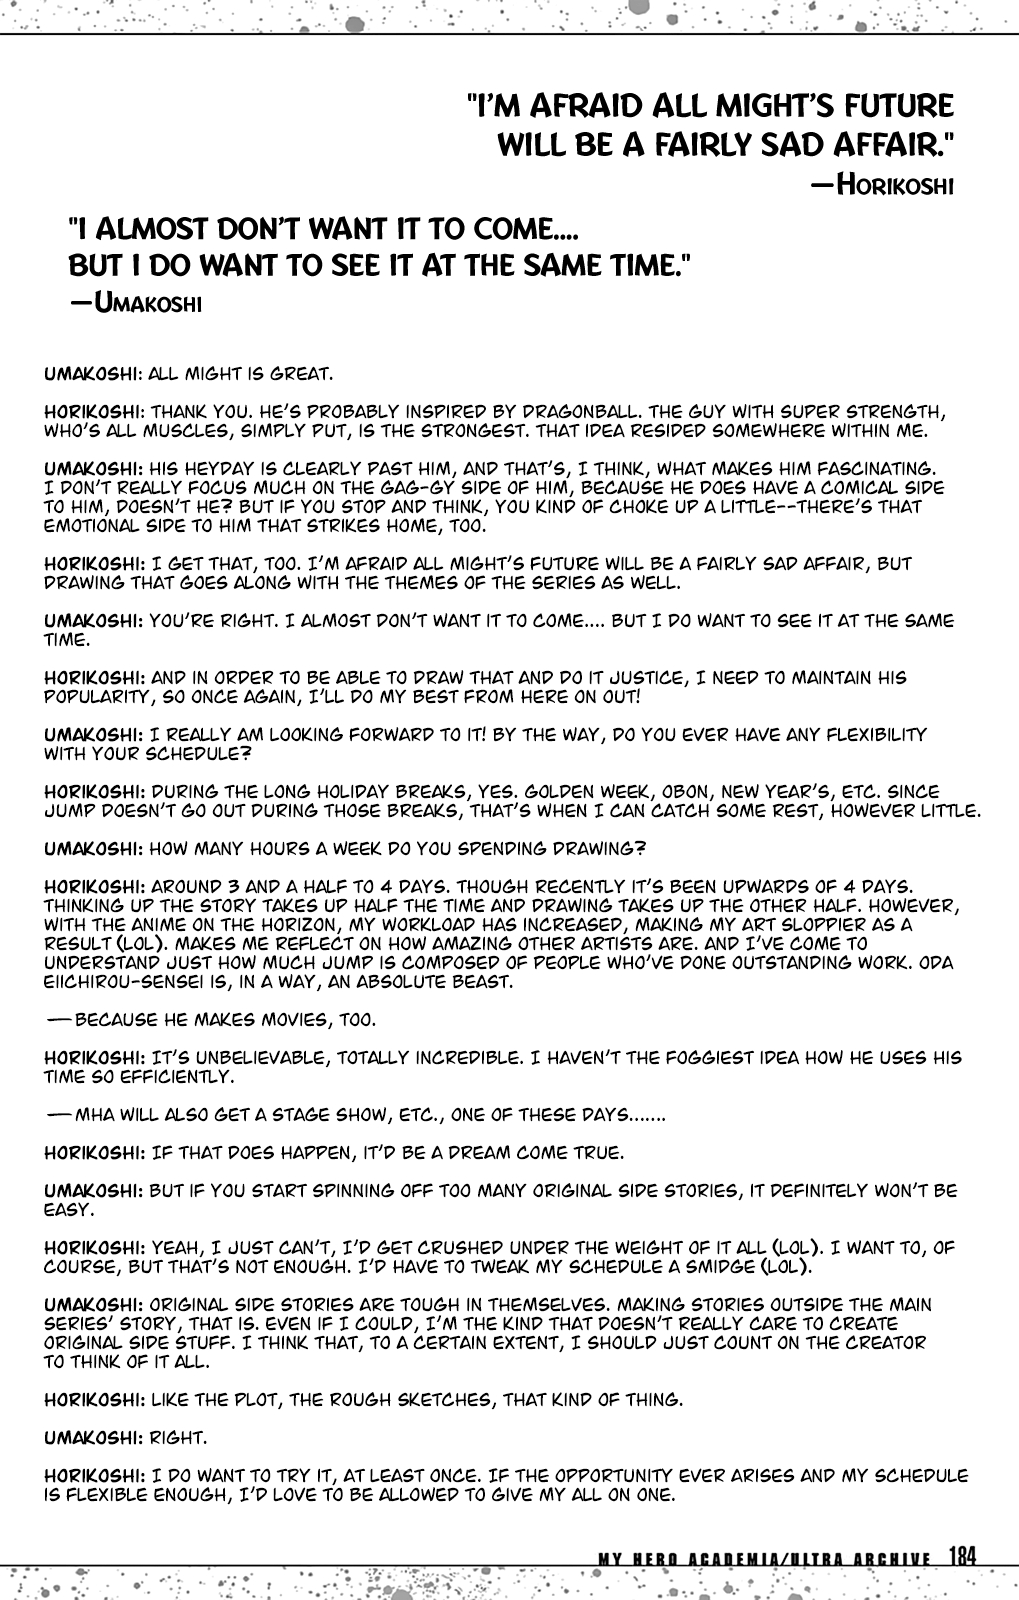 "I'M AFRAID ALL MIGHT'S FUTURE
WILL BE A FAIRLY SAD AFFAIR."
—HORIKOSHI
"I ALMOST DON'T WANT IT TO COME....
BUT I DO WANT TO SEE IT AT THE SAME TIME."
—UMAKOSHI
UMAKOSHI: ALL MIGHT IS GREAT.
HORIKOSHI: THANK YOU. HE'S PROBABLY INSPIRED BY DRAGONBALL. THE GUY WITH SUPER STRENGTH,
WHO'S ALL MUSCLES, SIMPLY PUT, IS THE STRONGEST. THAT IDEA RESIDED SOMEWHERE WITHIN ME.
UMAKOSHI: HIS HEYDAY IS CLEARLY PAST HIM, AND THAT'S, I THINK, WHAT MAKES HIM FASCINATING.
I DON'T REALLY FOCUS MUCH ON THE GAG-GY SIDE OF HIM, BECAUSE HE DOES HAVE A COMICAL SIDE
TO HIM, DOESN'T HE? BUT IF YOU STOP AND THINK, YOU KIND OF CHOKE UP A LITTLE--THERE'S THAT
EMOTIONAL SIDE TO HIM THAT STRIKES HOME, TOO.
HORIKOSHI: I GET THAT, TOO. I'M AFRAID ALL MIGHT'S FUTURE WILL BE A FAIRLY SAD AFFAIR, BUT
DRAWING THAT GOES ALONG WITH THE THEMES OF THE SERIES AS WELL.
UMAKOSHI: YOU'RE RIGHT. I ALMOST DON'T WANT IT TO COME.... BUT I DO WANT TO SEE IT AT THE SAME
TIME.
HORIKOSHI: AND IN ORDER TO BE ABLE TO DRAW THAT AND DO IT JUSTICE, I NEED TO MAINTAIN HIS
POPULARITY, SO ONCE AGAIN, I'LL DO MY BEST FROM HERE ON OUT!
UMAKOSHI: I REALLY AM LOOKING FORWARD TO IT! BY THE WAY, DO YOU EVER HAVE ANY FLEXIBILITY
WITH YOUR SCHEDULE?
HORIKOSHI: DURING THE LONG HOLIDAY BREAKS, YES. GOLDEN WEEK, OBON, NEW YEAR'S, ETC. SINCE
JUMP DOESN'T GO OUT DURING THOSE BREAKS, THAT'S WHEN I CAN CATCH SOME REST, HOWEVER LITTLE.
UMAKOSHI: HOW MANY HOURS A WEEK DO YOU SPENDING DRAWING?
HORIKOSHI: AROUND 3 AND A HALF TO 4 DAYS. THOUGH RECENTLY IT'S BEEN UPWARDS OF 4 DAYS.
THINKING UP THE STORY TAKES UP HALF THE TIME AND DRAWING TAKES UP THE OTHER HALF. HOWEVER,
WITH THE ANIME ON THE HORIZON, MY WORKLOAD HAS INCREASED, MAKING MY ART SLOPPIER AS A
RESULT (LOL). MAKES ME REFLECT ON HOW AMAZING OTHER ARTISTS ARE. AND I'VE COME TO
UNDERSTAND JUST HOW MUCH JUMP IS COMPOSED OF PEOPLE WHO'VE DONE OUTSTANDING WORK. ODA
EIICHIROU-SENSEI IS, IN A WAY, AN ABSOLUTE BEAST.
—BECAUSE HE MAKES MOVIES, TOO.
HORIKOSHI: IT'S UNBELIEVABLE, TOTALLY INCREDIBLE. I HAVEN'T THE FOGGIEST IDEA HOW HE USES HIS
TIME SO EFFICIENTLY.
—MHA WILL ALSO GET A STAGE SHOW, ETC., ONE OF THESE DAYS.......
HORIKOSHI: IF THAT DOES HAPPEN, IT'D BE A DREAM COME TRUE.
UMAKOSHI: BUT IF YOU START SPINNING OFF TOO MANY ORIGINAL SIDE STORIES, IT DEFINITELY WON'T BE
EASY.
HORIKOSHI: YEAH, I JUST CAN'T, I'D GET CRUSHED UNDER THE WEIGHT OF IT ALL (LOL). I WANT TO, OF
COURSE, BUT THAT'S NOT ENOUGH. I'D HAVE TO TWEAK MY SCHEDULE A SMIDGE (LOL).
UMAKOSHI: ORIGINAL SIDE STORIES ARE TOUGH IN THEMSELVES. MAKING STORIES OUTSIDE THE MAIN
SERIES' STORY, THAT IS. EVEN IF I COULD, I'M THE KIND THAT DOESN'T REALLY CARE TO CREATE
ORIGINAL SIDE STUFF. I THINK THAT, TO A CERTAIN EXTENT, I SHOULD JUST COUNT ON THE CREATOR
TO THINK OF IT ALL.
HORIKOSHI: LIKE THE PLOT, THE ROUGH SKETCHES, THAT KIND OF THING.
UMAKOSHI: RIGHT.
HORIKOSHI: I DO WANT TO TRY IT, AT LEAST ONCE. IF THE OPPORTUNITY EVER ARISES AND MY SCHEDULE
IS FLEXIBLE ENOUGH, I'D LOVE TO BE ALLOWED TO GIVE MY ALL ON ONE.
MY HERO ACADEMIA/ULTRA ARCHIVE 184